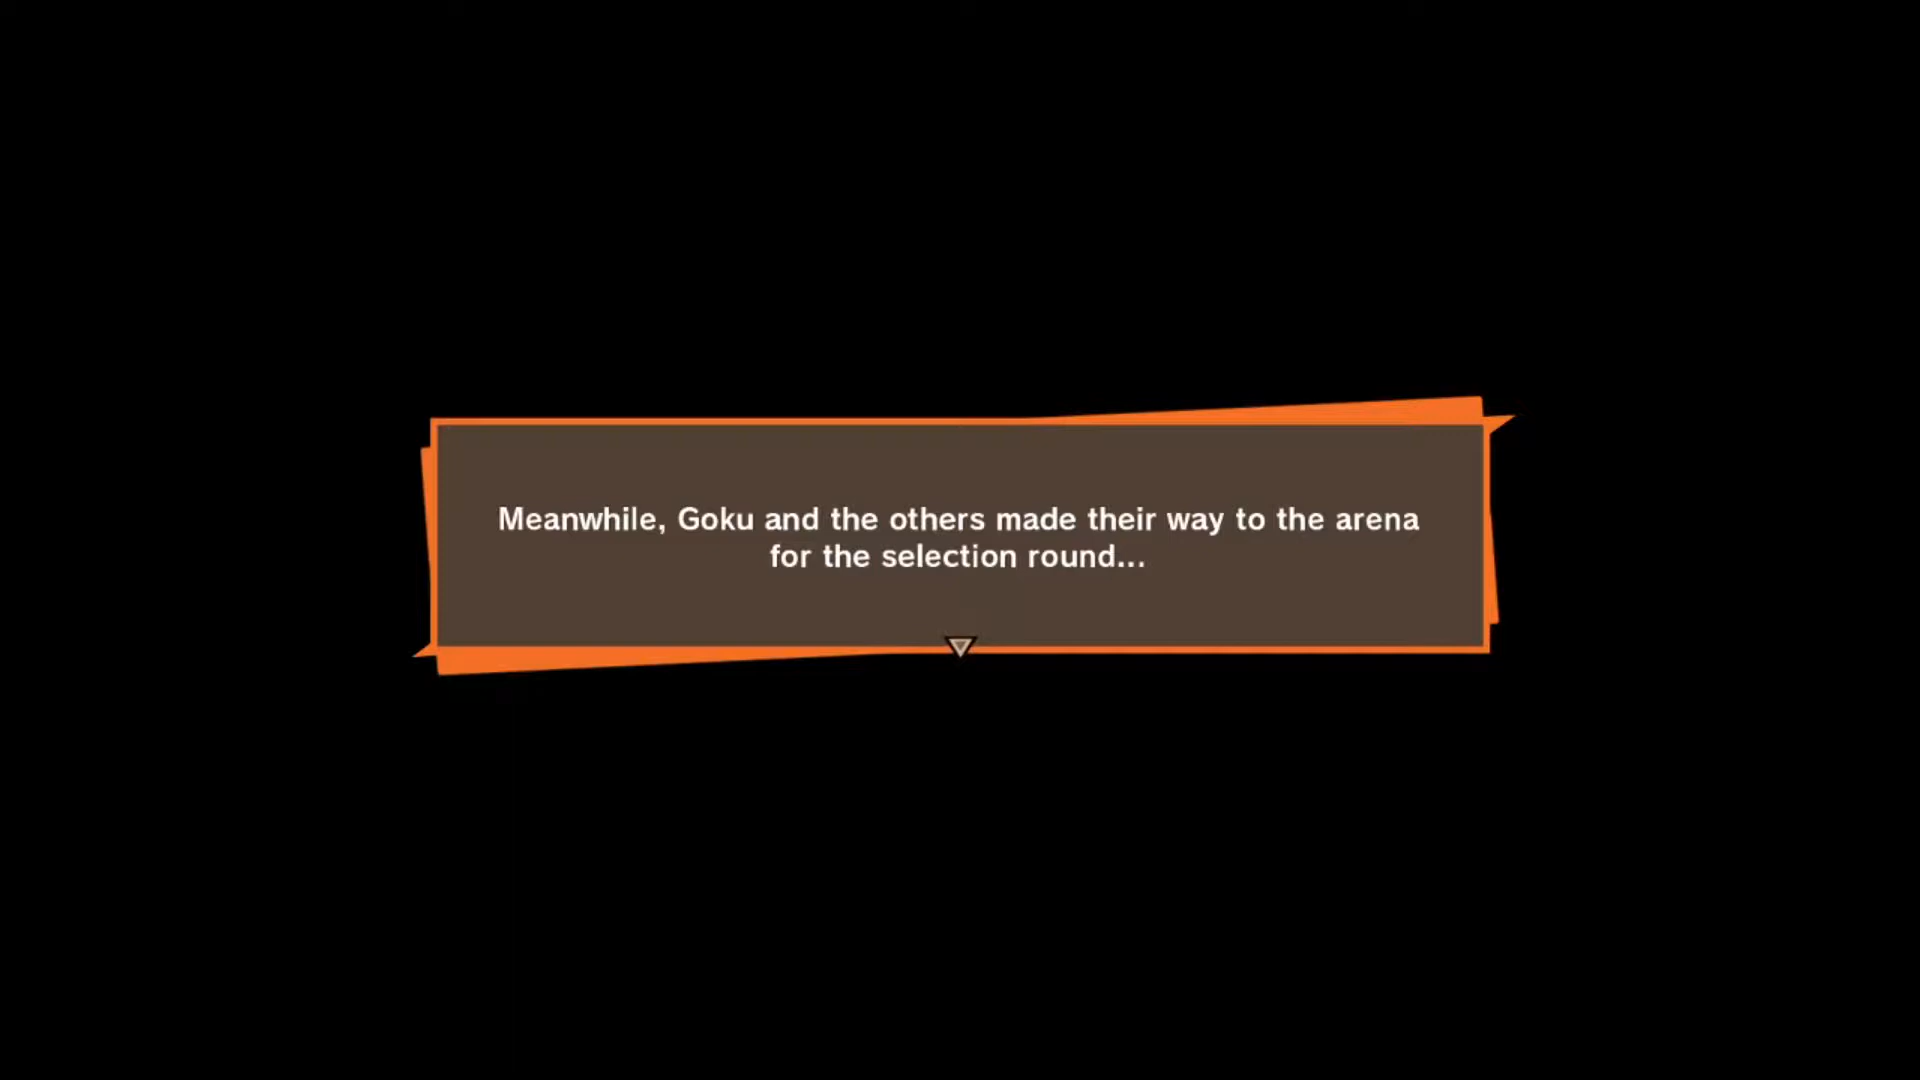 Meanwhile, Goku and the others made their way to the arena
for the selection round...